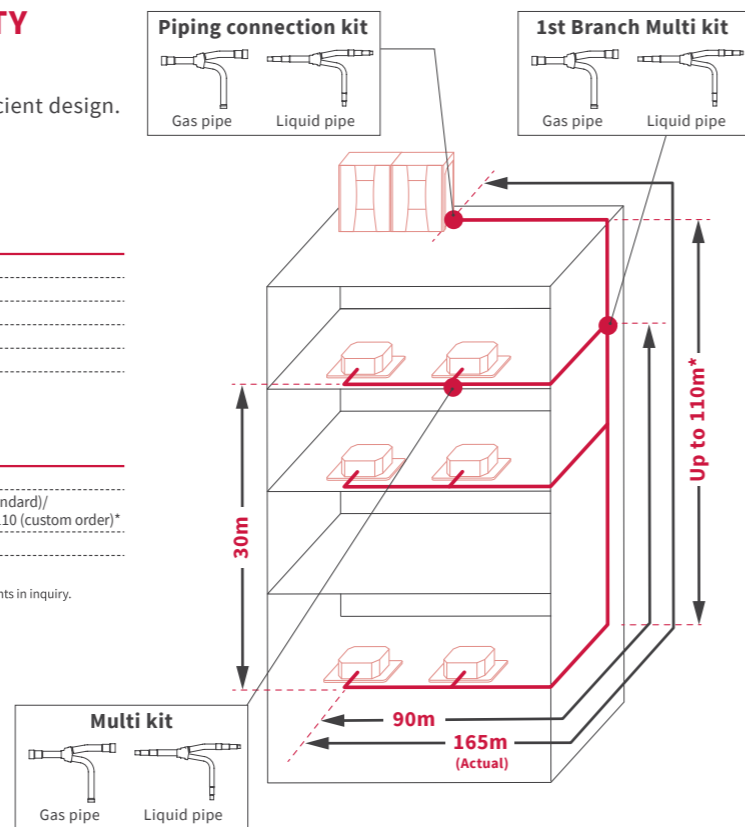 TY
cient design.
ndard)/
10 (custom order)*
nts in inquiry.
Piping connection kit
Gas pipe
Liquid pipe
1st Branch Multi kit
Gas pipe
Liquid pipe
Up to 110m*
30m
90m
165m
(Actual)
Multi kit
Gas pipe
Liquid pipe